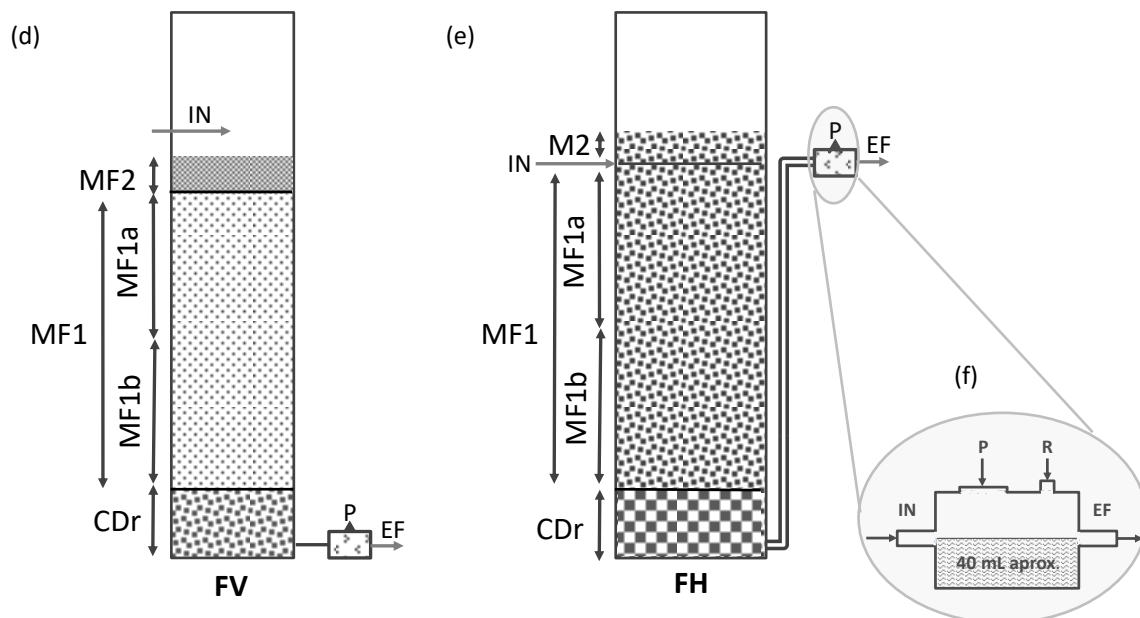 (d)
IN
MF2
MF1a
MF1
MF1b
CDr
P
EF
FV
(e)
M2
IN
MF1a
MF1
MF1b
CDr
P
EF
FH
(f)
P
R
IN
EF
40 mL aprox.